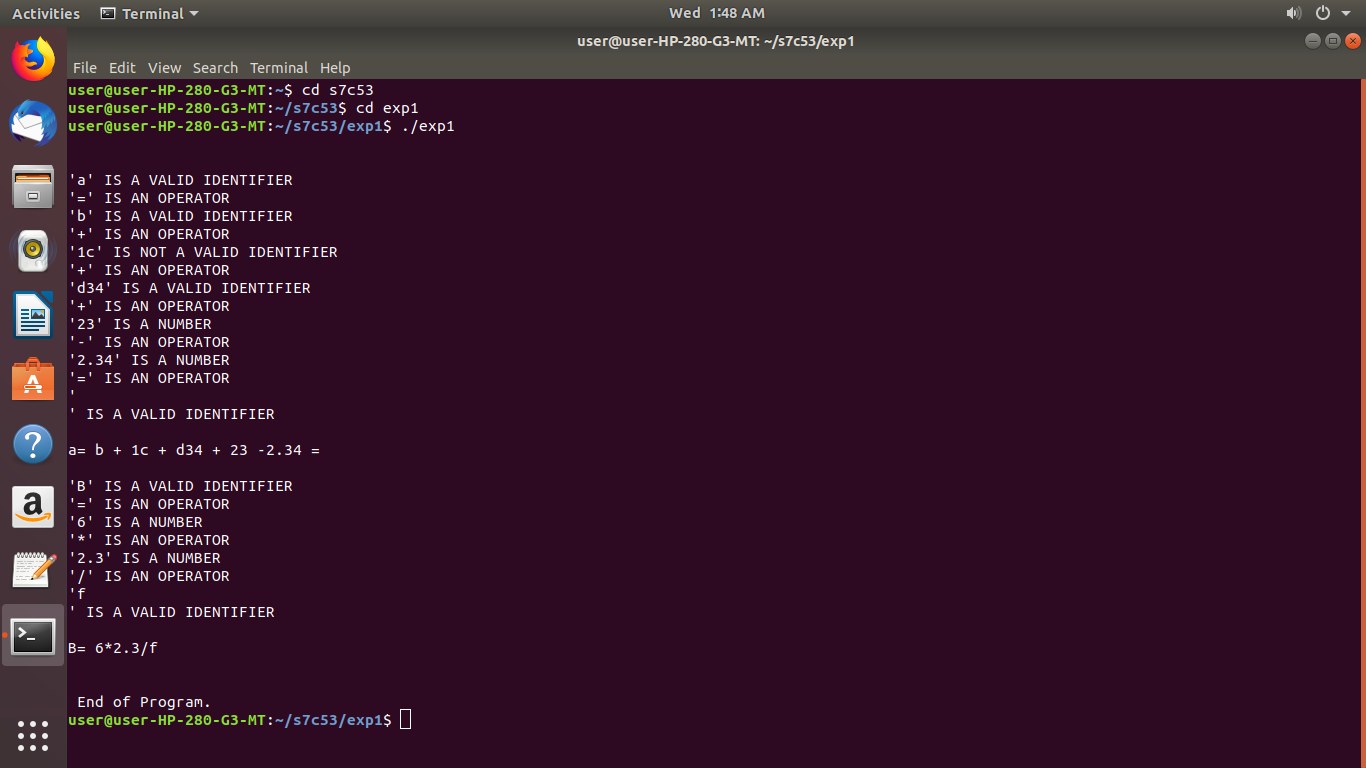 Activities Terminal Wed 1:48 AM
user@user-HP-280-G3-MT: ~/s7c53/exp1
File Edit View Search Terminal Help
user@user-HP-280-G3-MT:~$ cd s7c53
user@user-HP-280-G3-MT:~/s7c53$ cd exp1
user@user-HP-280-G3-MT:~/s7c53/exp1$ ./exp1
'a' IS A VALID IDENTIFIER
'=' IS AN OPERATOR
'b' IS A VALID IDENTIFIER
'+' IS AN OPERATOR
'1c' IS NOT A VALID IDENTIFIER
'+' IS AN OPERATOR
'd34' IS A VALID IDENTIFIER
'+' IS AN OPERATOR
'23' IS A NUMBER
'-' IS AN OPERATOR
'2.34' IS A NUMBER
'=' IS AN OPERATOR
'
' IS A VALID IDENTIFIER
a= b + 1c + d34 + 23 -2.34 =
'B' IS A VALID IDENTIFIER
'=' IS AN OPERATOR
'6' IS A NUMBER
'*' IS AN OPERATOR
'2.3' IS A NUMBER
'/' IS AN OPERATOR
'f
' IS A VALID IDENTIFIER
B= 6*2.3/f
End of Program.
user@user-HP-280-G3-MT:~/s7c53/exp1$